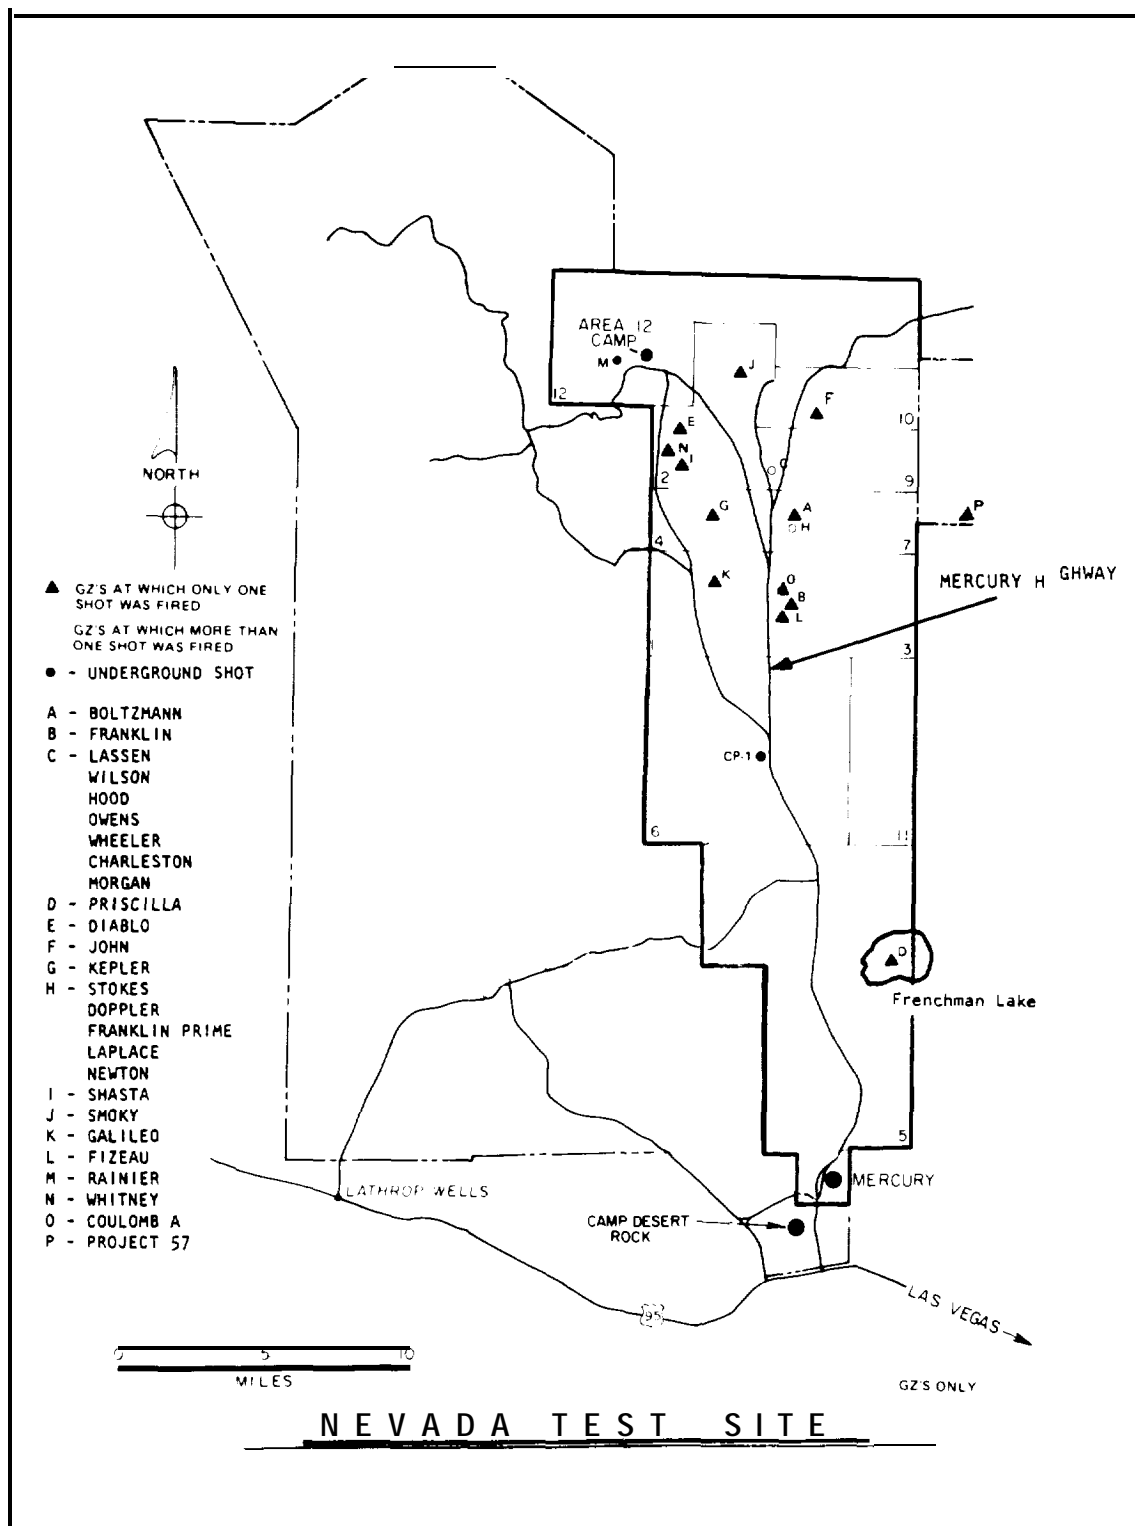 AREA 12
CAMP
M
J
F
12
10
E
N
I
C
2
9
NORTH
G
A
H
P
4
7
K
O
B
L
MERCURY H GHWAY
▲ GZ'S AT WHICH ONLY ONE
SHOT WAS FIRED
GZ'S AT WHICH MORE THAN
ONE SHOT WAS FIRED
● - UNDERGROUND SHOT
1
3
A - BOLTZMANN
B - FRANKLIN
C - LASSEN
WILSON
HOOD
OWENS
WHEELER
CHARLESTON
MORGAN
D - PRISCILLA
E - DIABLO
F - JOHN
G - KEPLER
H - STOKES
DOPPLER
FRANKLIN PRIME
LAPLACE
NEWTON
I - SHASTA
J - SMOKY
K - GALILEO
L - FIZEAU
M - RAINIER
N - WHITNEY
O - COULOMB A
P - PROJECT 57
CP-1
6
11
D
Frenchman Lake
5
MERCURY
LATHROP WELLS
CAMP DESERT
ROCK
95
LAS VEGAS
0 5 10
MILES
GZ'S ONLY
NEVADA TEST SITE